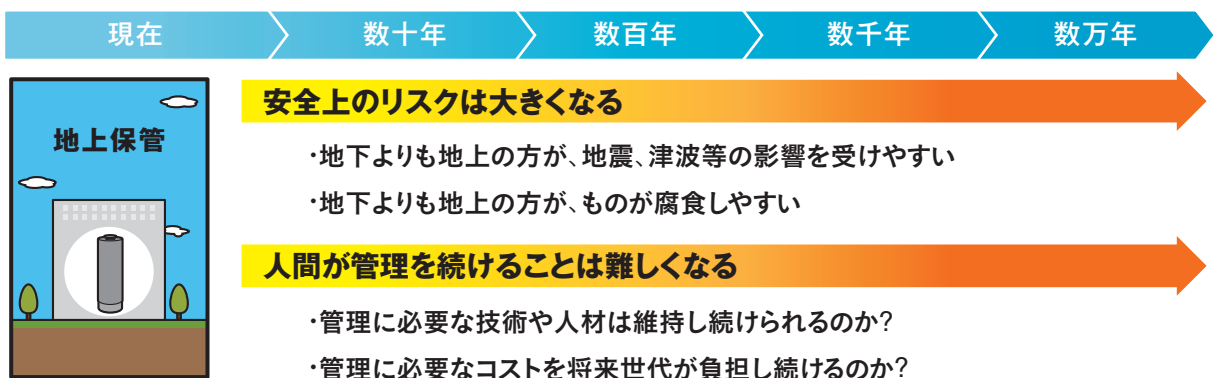 現在 数十年 数百年 数千年 数万年
地上保管
安全上のリスクは大きくなる
・地下よりも地上の方が、地震、津波等の影響を受けやすい
・地下よりも地上の方が、ものが腐食しやすい
人間が管理を続けることは難しくなる
・管理に必要な技術や人材は維持し続けられるのか?
・管理に必要なコストを将来世代が負担し続けるのか?